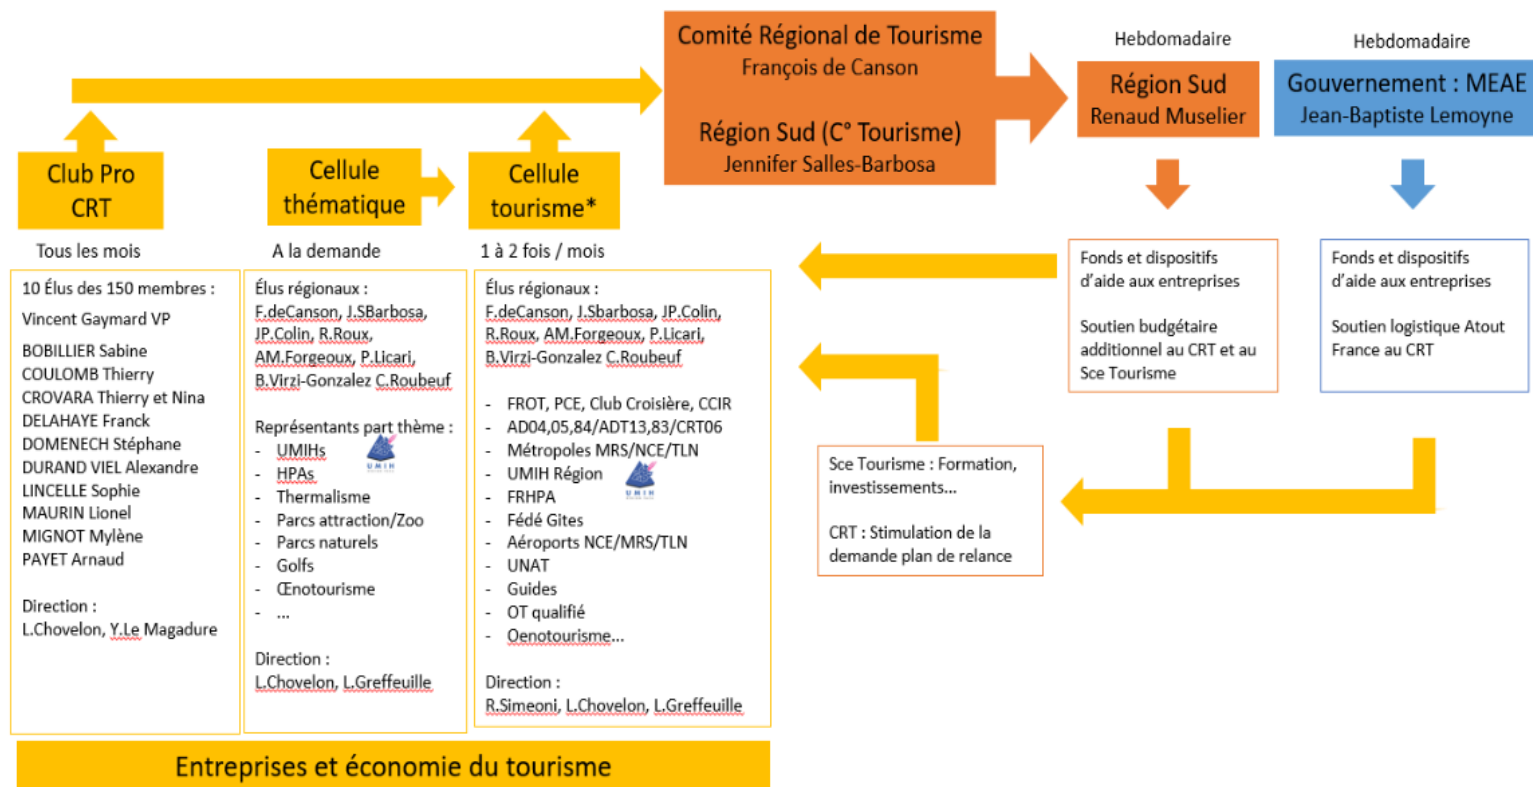 Comité Régional de Tourisme
François de Canson
Région Sud (C° Tourisme)
Jennifer Salles-Barbosa
Hebdomadaire
Région Sud
Renaud Muselier
Hebdomadaire
Gouvernement : MEAE
Jean-Baptiste Lemoyne
Club Pro
CRT
Cellule
thématique
Cellule
tourisme*
Tous les mois
A la demande
1 à 2 fois / mois
10 Élus des 150 membres :
Vincent Gaymard VP
BOBILLIER Sabine
COULOMB Thierry
CROVARA Thierry et Nina
DELAHAYE Franck
DOMENECH Stéphane
DURAND VIEL Alexandre
LINCELLE Sophie
MAURIN Lionel
MIGNOT Mylène
PAYET Arnaud
Direction :
L.Chovelon, Y.Le Magadure
Élus régionaux :
F.deCanson, J.SBarbosa,
JP.Colin, R.Roux,
AM.Forgeoux, P.Licari,
B.Virzi-Gonzalez C.Roubeuf
Représentants part thème :
- UMIHs
- HPAs
- Thermalisme
- Parcs attraction/Zoo
- Parcs naturels
- Golfs
- Œnotourisme
- ...
UMIH
Direction :
L.Chovelon, L.Greffeuille
Élus régionaux :
F.deCanson, J.Sbarbosa, JP.Colin,
R.Roux, AM.Forgeoux, P.Licari,
B.Virzi-Gonzalez C.Roubeuf
- FROT, PCE, Club Croisière, CCIR
- AD04,05,84/ADT13,83/CRT06
- Métropoles MRS/NCE/TLN
- UMIH Région
- FRHPA
- Fédé Gites
- Aéroports NCE/MRS/TLN
- UNAT
- Guides
- OT qualifié
- Oenotourisme...
UMIH
Direction :
R.Simeoni, L.Chovelon, L.Greffeuille
Fonds et dispositifs
d'aide aux entreprises
Soutien budgétaire
additionnel au CRT et au
Sce Tourisme
Fonds et dispositifs
d'aide aux entreprises
Soutien logistique Atout
France au CRT
Sce Tourisme : Formation,
investissements...
CRT : Stimulation de la
demande plan de relance
Entreprises et économie du tourisme